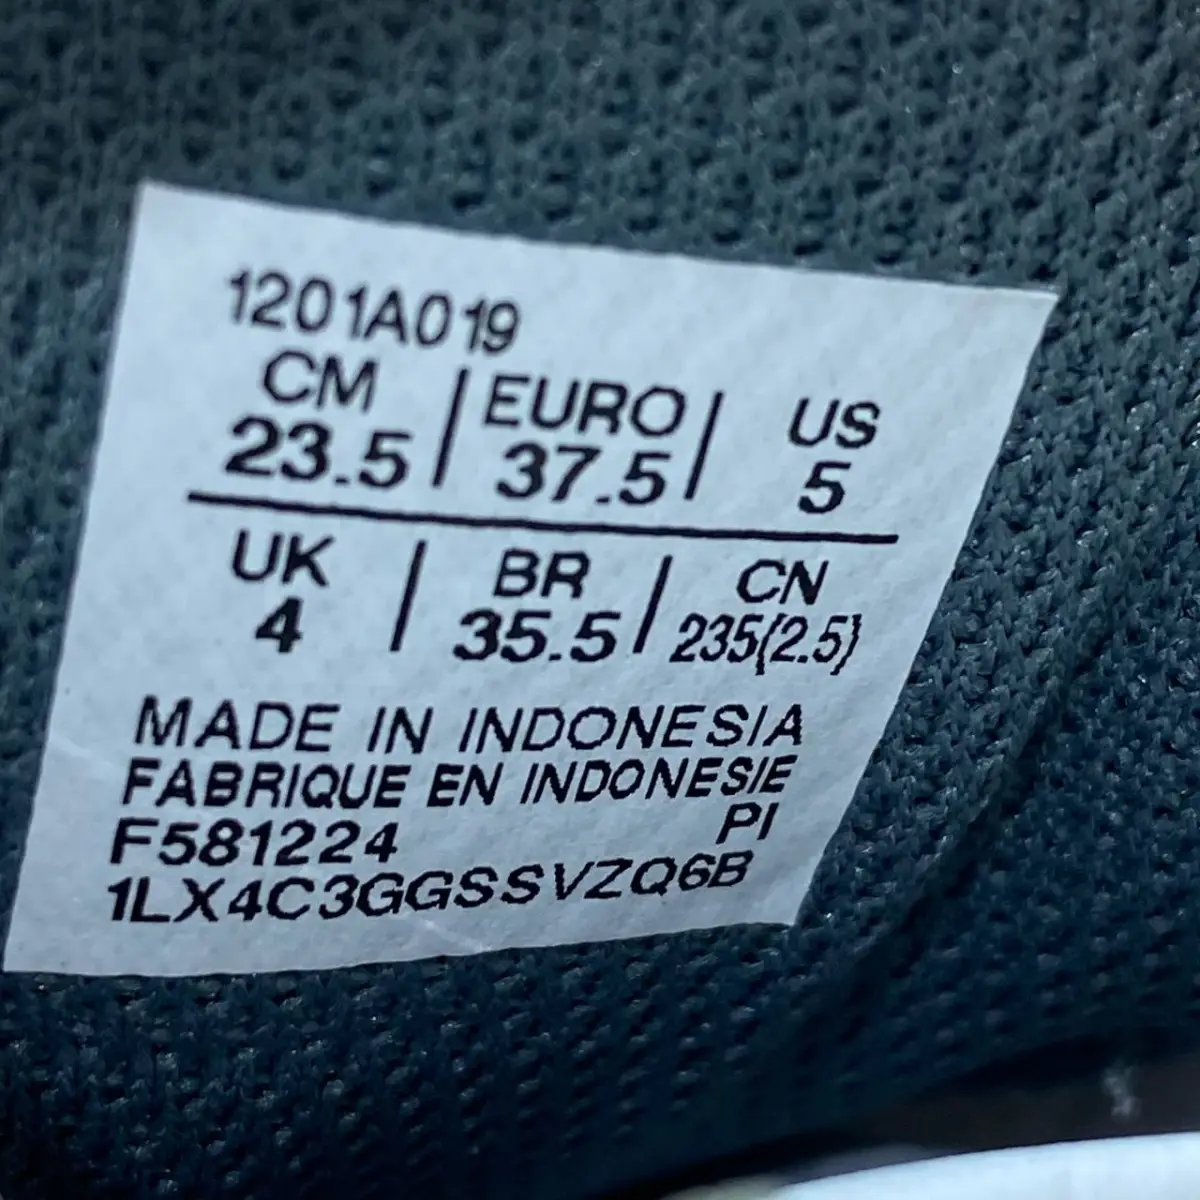 1201A019
CM | EURO | US
23.5 | 37.5 | 5
UK | BR | CN
4 | 35.5 | 235(2.5)
MADE IN INDONESIA
FABRIQUE EN INDONESIE
F581224 PI
1LX4C3GGSSVZQ6B